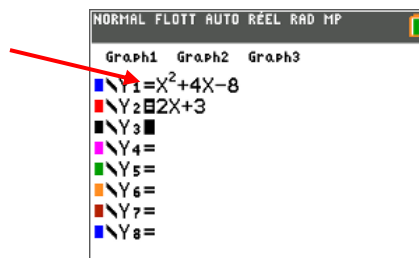 NORMAL FLOTT AUTO RÉEL RAD MP
Graph1 Graph2 Graph3
\Y1=X²+4X-8
\Y2=2X+3
\Y3
\Y4=
\Y5=
\Y6=
\Y7=
\Y8=